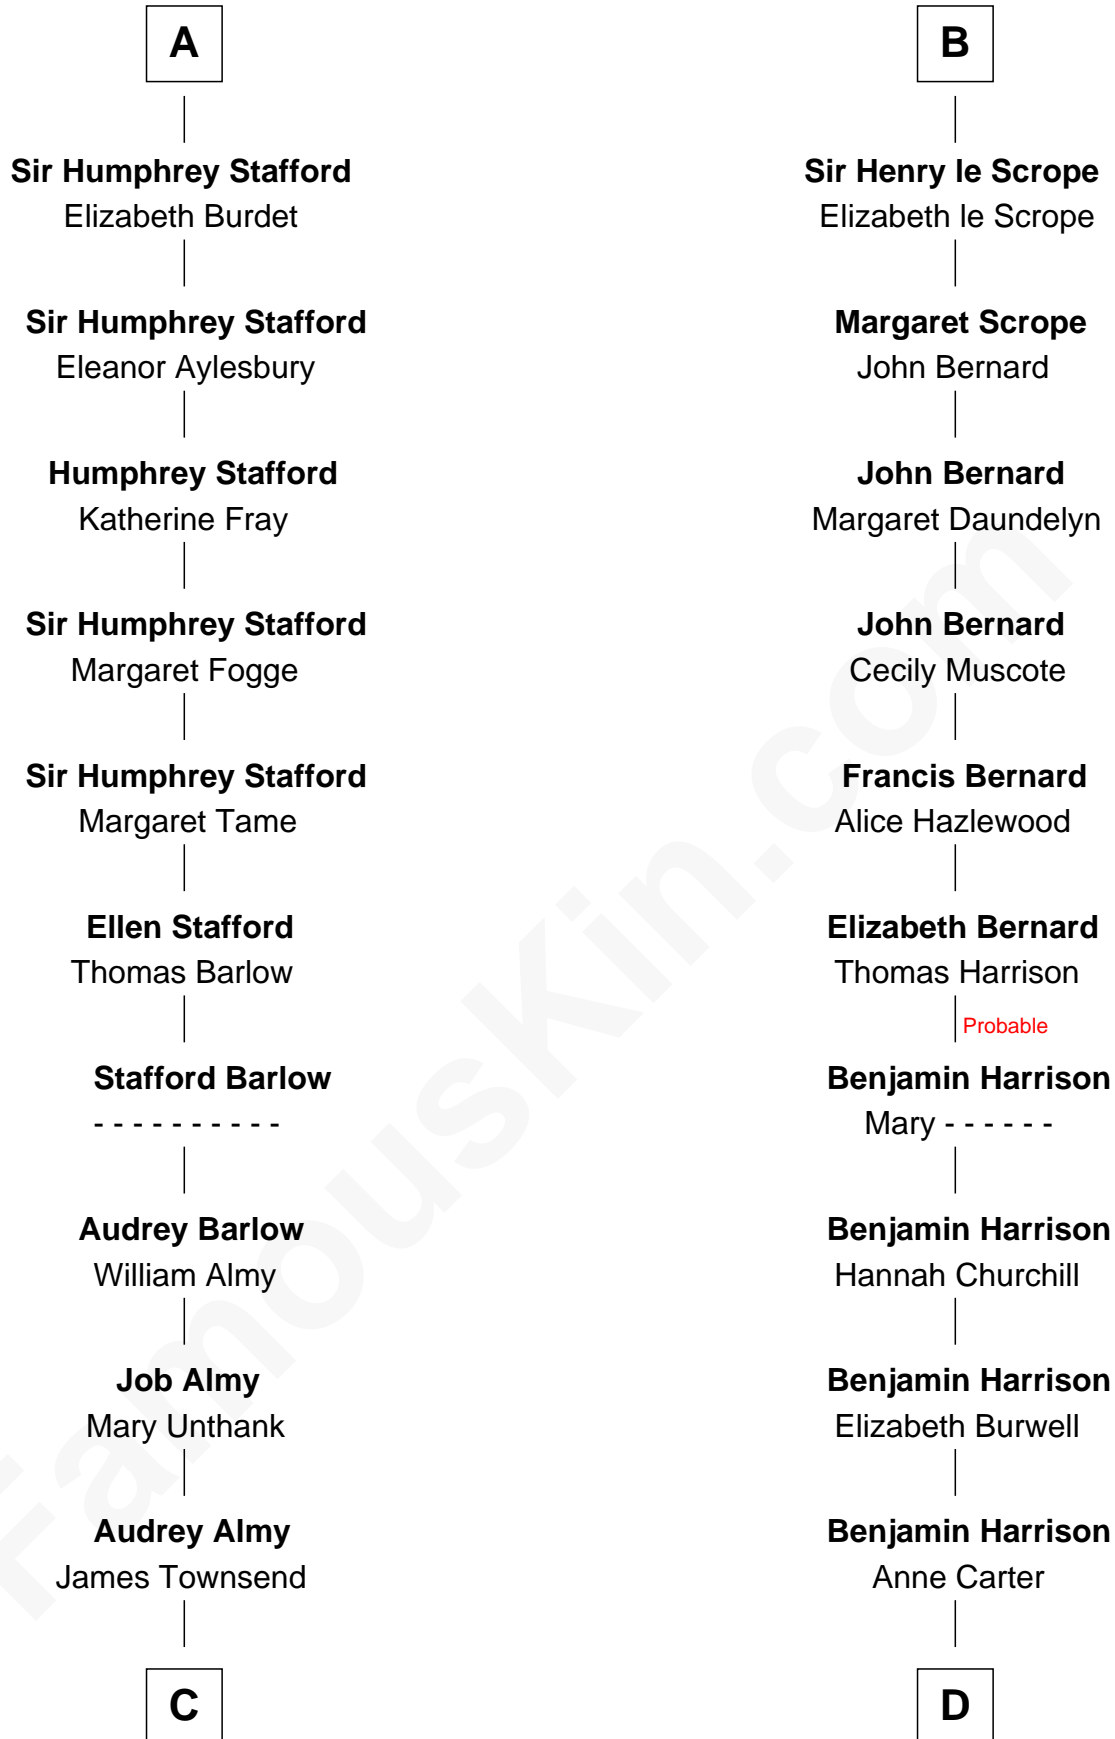 A
Sir Humphrey Stafford
Elizabeth Burdet
Sir Humphrey Stafford
Eleanor Aylesbury
Humphrey Stafford
Katherine Fray
Sir Humphrey Stafford
Margaret Fogge
Sir Humphrey Stafford
Margaret Tame
Ellen Stafford
Thomas Barlow
Stafford Barlow
- - - - - - - - - -
Audrey Barlow
William Almy
Job Almy
Mary Unthank
Audrey Almy
James Townsend
C
B
Sir Henry le Scrope
Elizabeth le Scrope
Margaret Scrope
John Bernard
John Bernard
Margaret Daundelyn
John Bernard
Cecily Muscote
Francis Bernard
Alice Hazlewood
Elizabeth Bernard
Thomas Harrison
Probable
Benjamin Harrison
Mary - - - - - -
Benjamin Harrison
Hannah Churchill
Benjamin Harrison
Elizabeth Burwell
Benjamin Harrison
Anne Carter
D
FamousKin.com